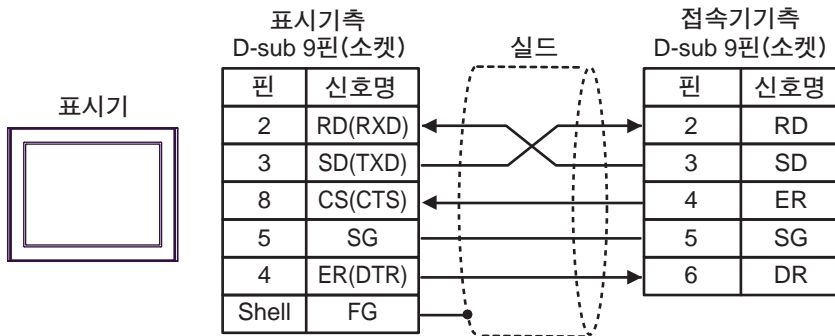 표시기
표시기측
D-sub 9핀(소켓)
핀 신호명
2 RD(RXD)
3 SD(TXD)
8 CS(CTS)
5 SG
4 ER(DTR)
Shell FG
실드
접속기기측
D-sub 9핀(소켓)
핀 신호명
2 RD
3 SD
4 ER
5 SG
6 DR